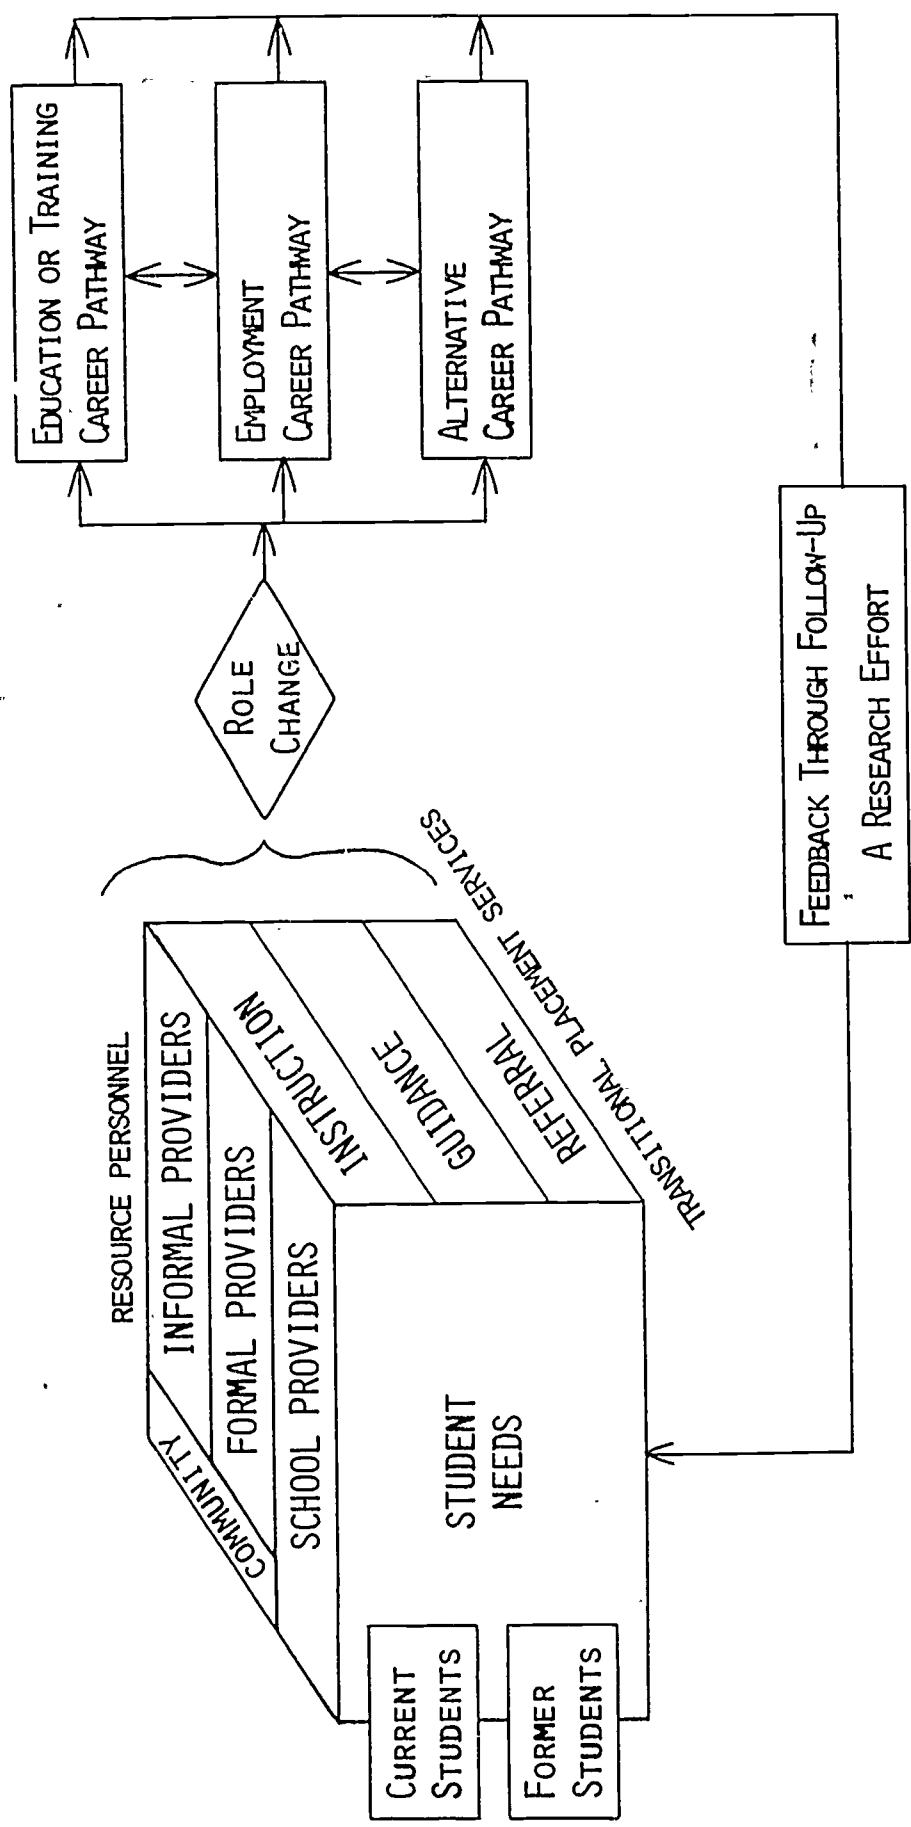 RESOURCE PERSONNEL
COMMUNITY
INFORMAL PROVIDERS
FORMAL PROVIDERS
SCHOOL PROVIDERS
STUDENT
NEEDS
CURRENT
STUDENTS
FORMER
STUDENTS
INSTRUCTION
GUIDANCE
REFERRAL
TRANSITIONAL PLACEMENT SERVICES
ROLE
CHANGE
EDUCATION OR TRAINING
CAREER PATHWAY
EMPLOYMENT
CAREER PATHWAY
ALTERNATIVE
CAREER PATHWAY
FEEDBACK THROUGH FOLLOW-UP
A RESEARCH EFFORT